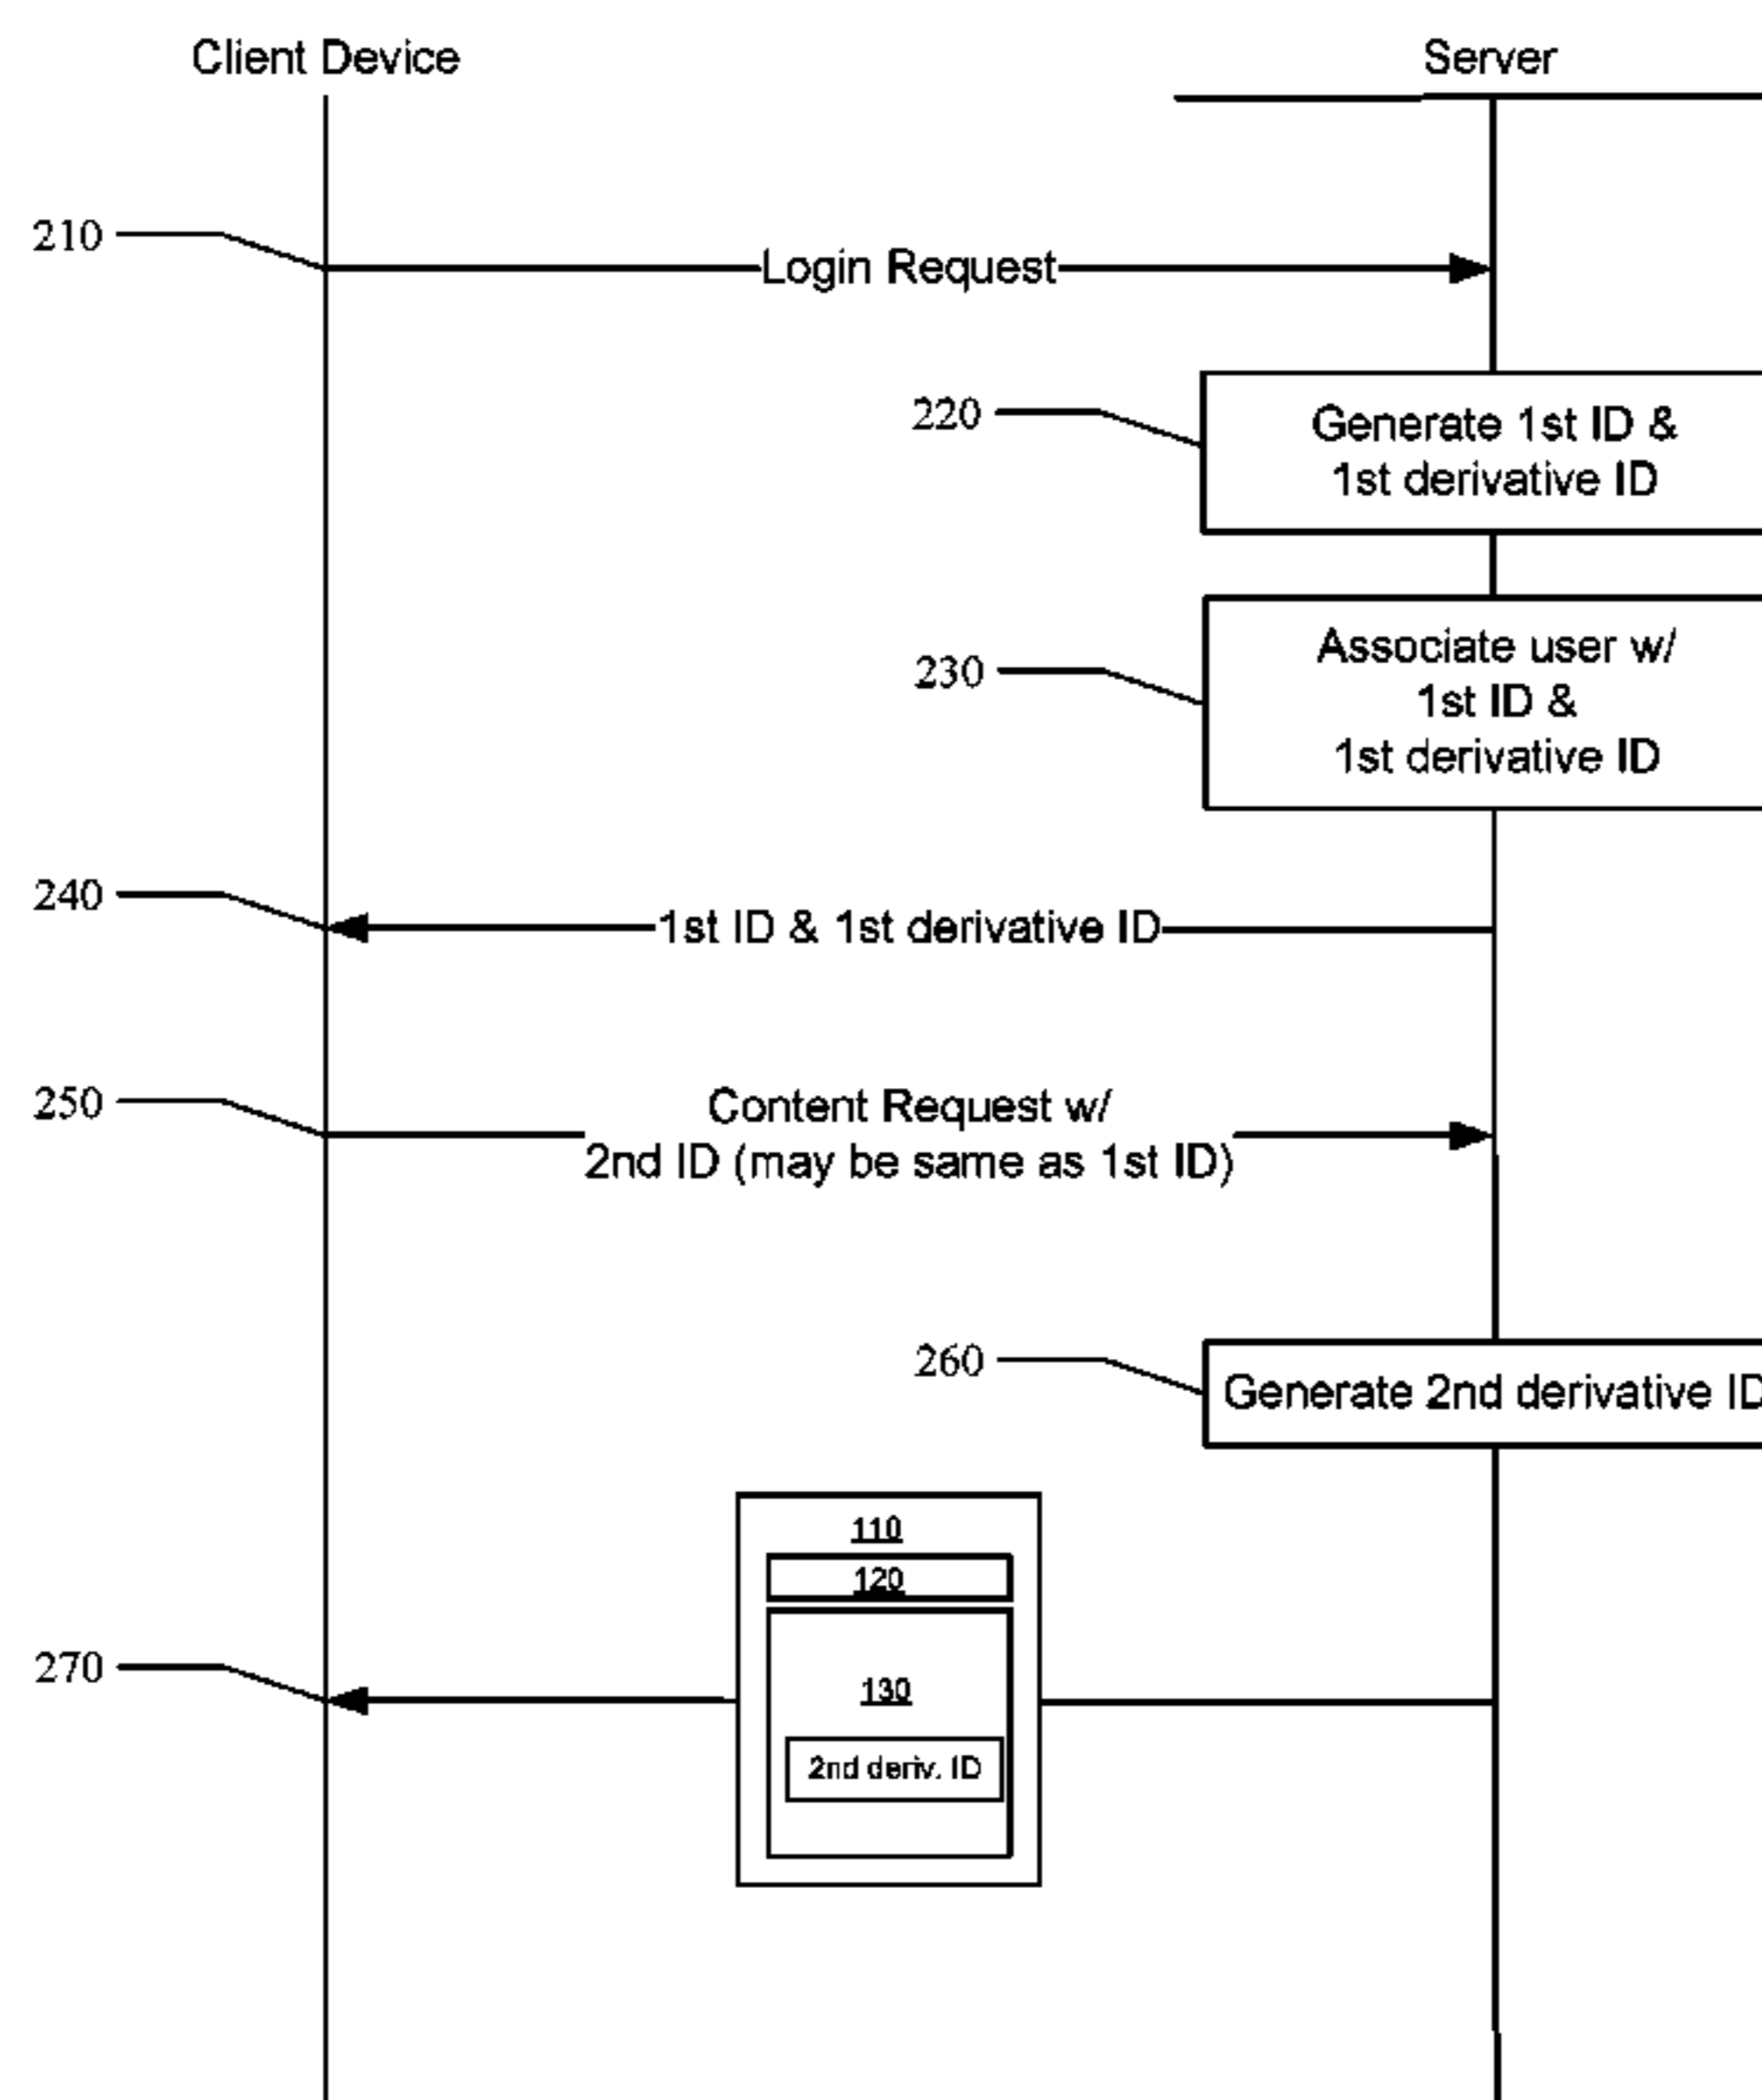 Client Device
Server
210
Login Request
220
Generate 1st ID &
1st derivative ID
230
Associate user w/
1st ID &
1st derivative ID
240
1st ID & 1st derivative ID
250
Content Request w/
2nd ID (may be same as 1st ID)
260
Generate 2nd derivative ID
110
120
270
130
2nd deriv. ID